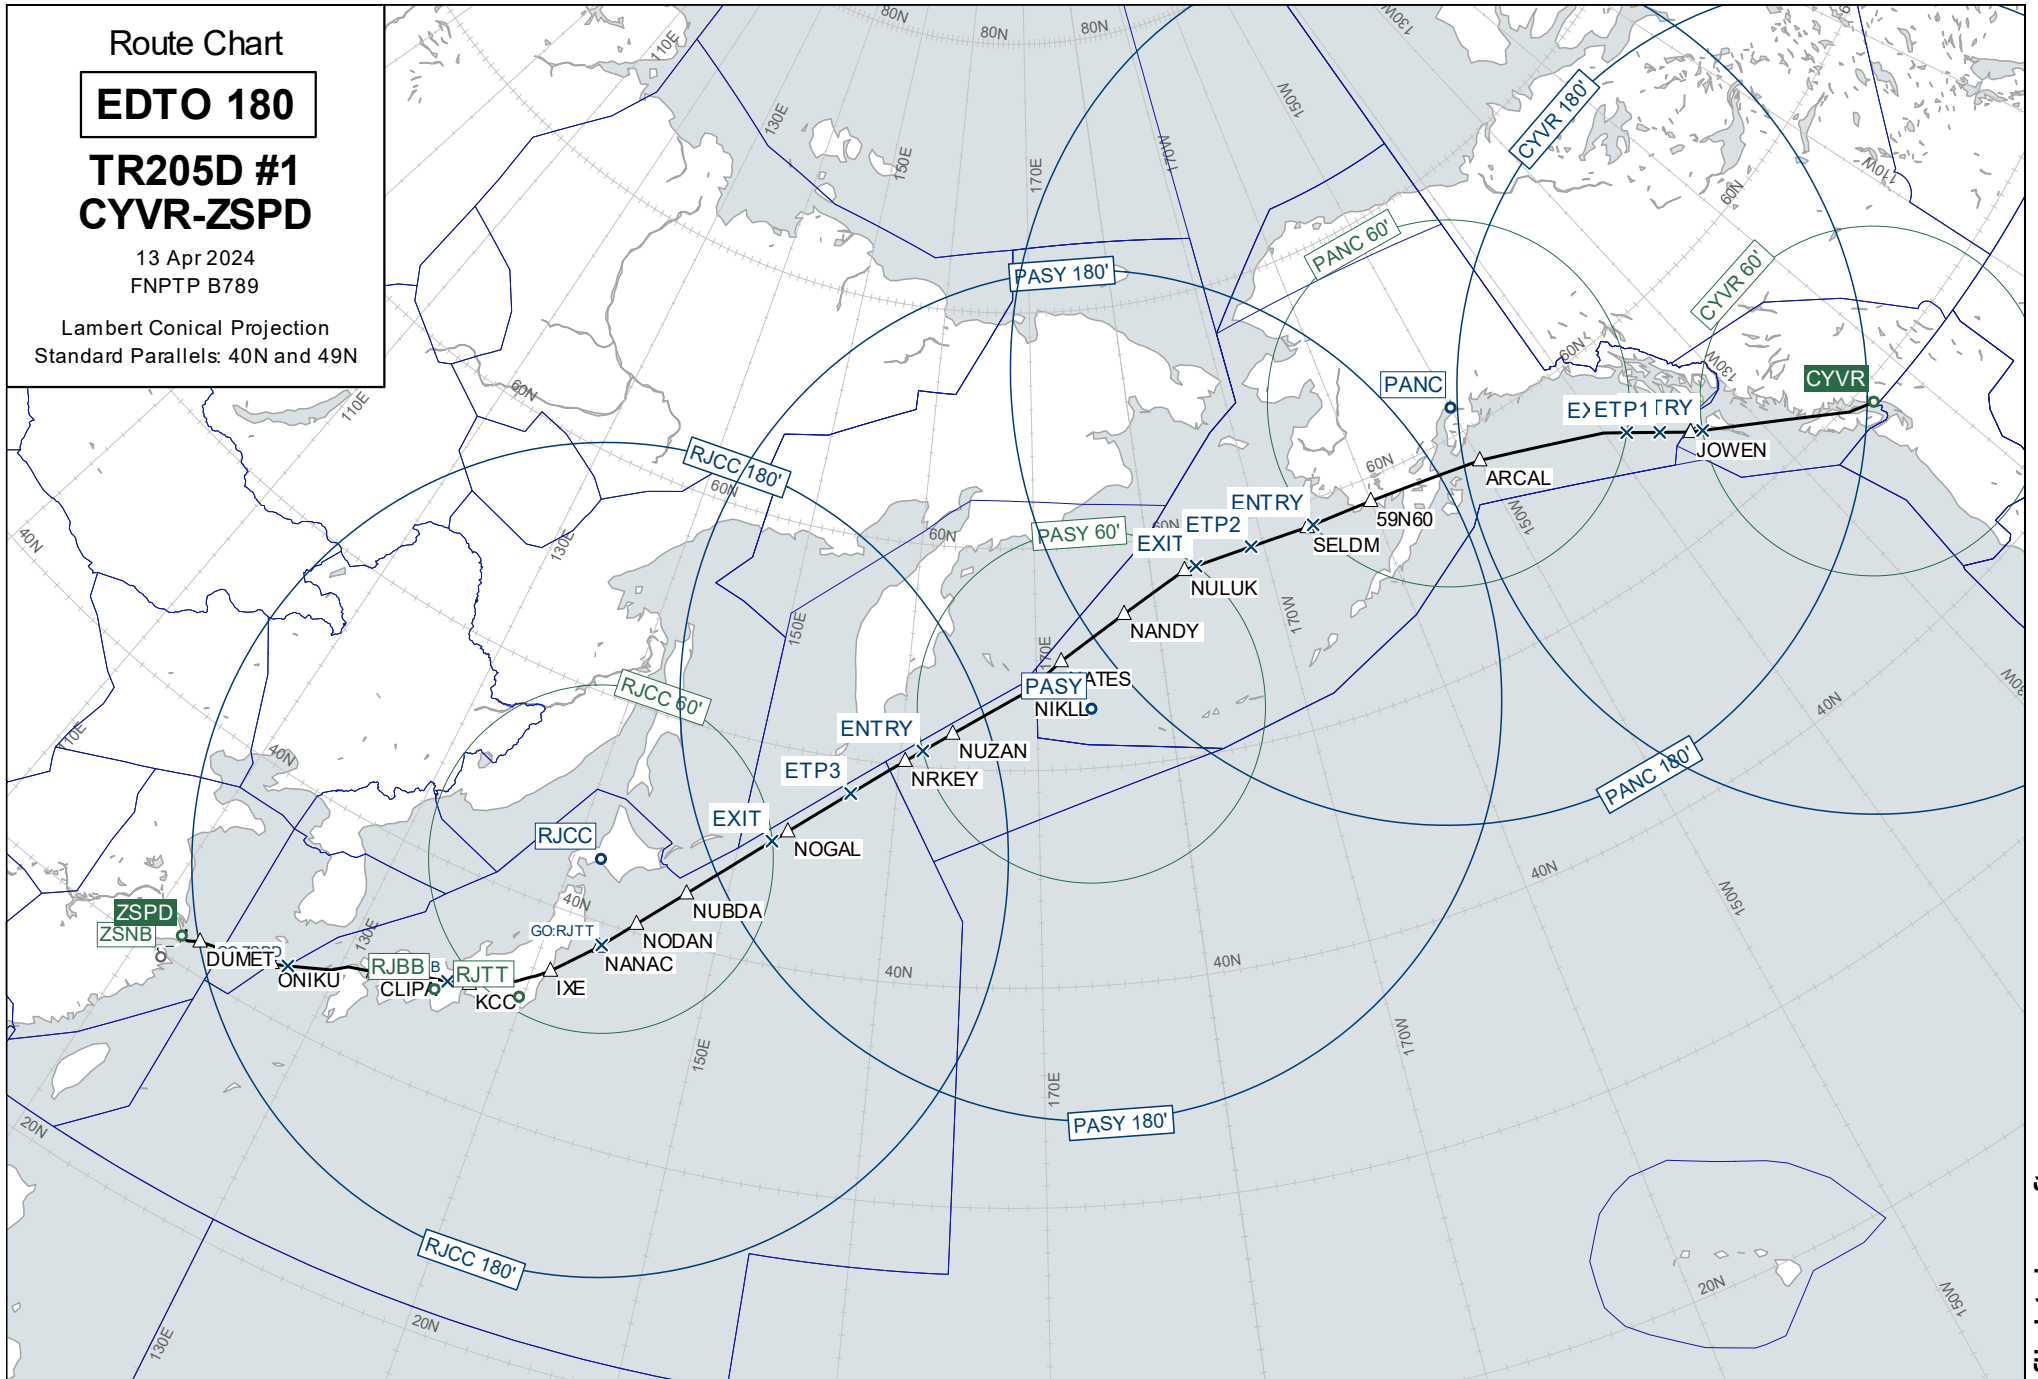 Route Chart
EDTO 180
TR205D #1
CYVR-ZSPD
13 Apr 2024
FNPTP B789
Lambert Conical Projection
Standard Parallels: 40N and 49N
80N
80N
80N
130W
110E
130E
150E
170E
170W
150W
CYVR 180'
110W
60N
PANC 60'
CYVR 60'
PASY 180'
60N
130W
110E
60N
PANC
CYVR
ETP1
JOWEN
RJCC 180'
60N
60N
ARCAL
150W
ENTRY
59N60
40N
130E
60N
PASY 60'
60N
ETP2
EXIT
SELDM
NULUK
170W
150E
NANDY
170E
RJCC 60'
PASY
NIKLL
130W
40N
110E
40N
ENTRY
NUZAN
NRKEY
ETP3
PANC 180'
EXIT
NOGAL
RJCC
40N
150W
ZSPD
ZSNB
40N
NUBDA
GO:RJTT
NODAN
130E
NANAC
DUMET
ONIKU
RJBB
RJTT
CLIPA
KCC
IXE
40N
40N
150E
170E
170W
20N
PASY 180'
RJCC 180'
20N
130E
20N
150W